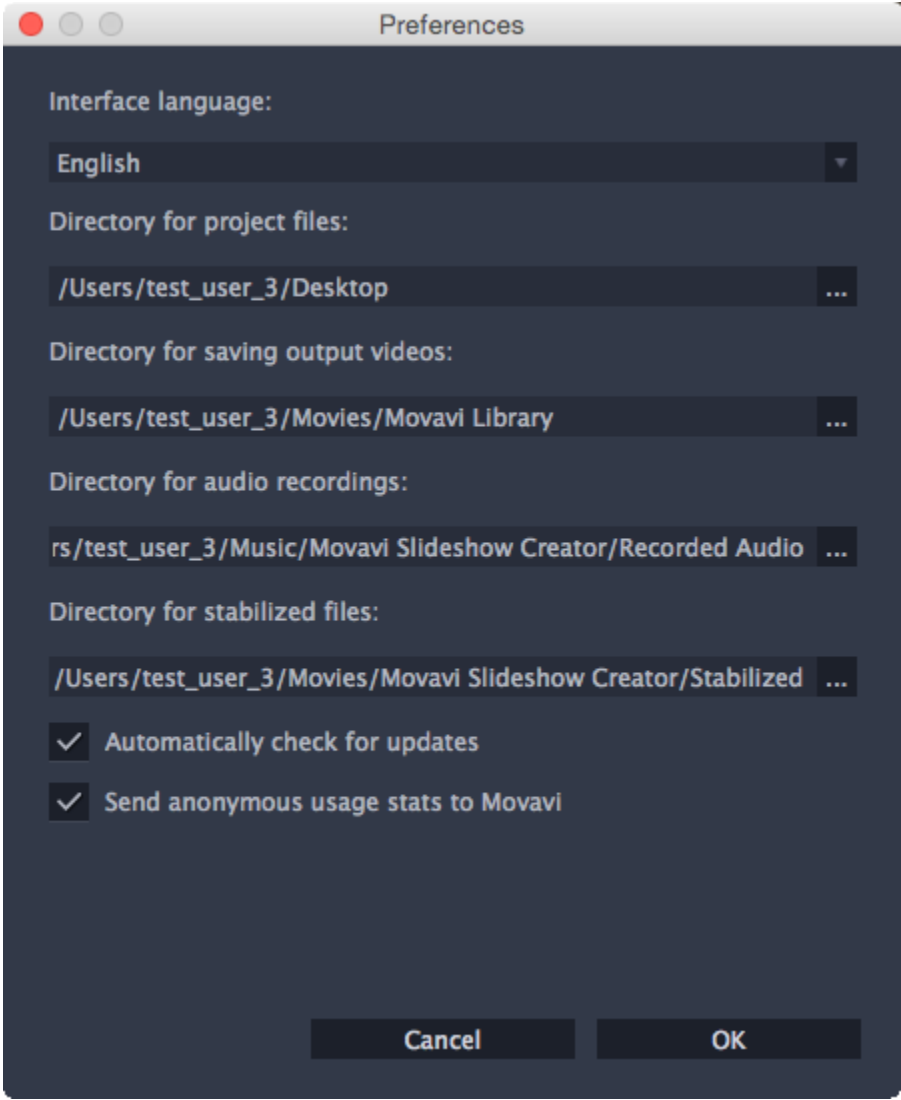 Preferences
Interface language:
English
Directory for project files:
/Users/test_user_3/Desktop
...
Directory for saving output videos:
/Users/test_user_3/Movies/Movavi Library
...
Directory for audio recordings:
rs/test_user_3/Music/Movavi Slideshow Creator/Recorded Audio
...
Directory for stabilized files:
/Users/test_user_3/Movies/Movavi Slideshow Creator/Stabilized
...
Automatically check for updates
Send anonymous usage stats to Movavi
Cancel
OK